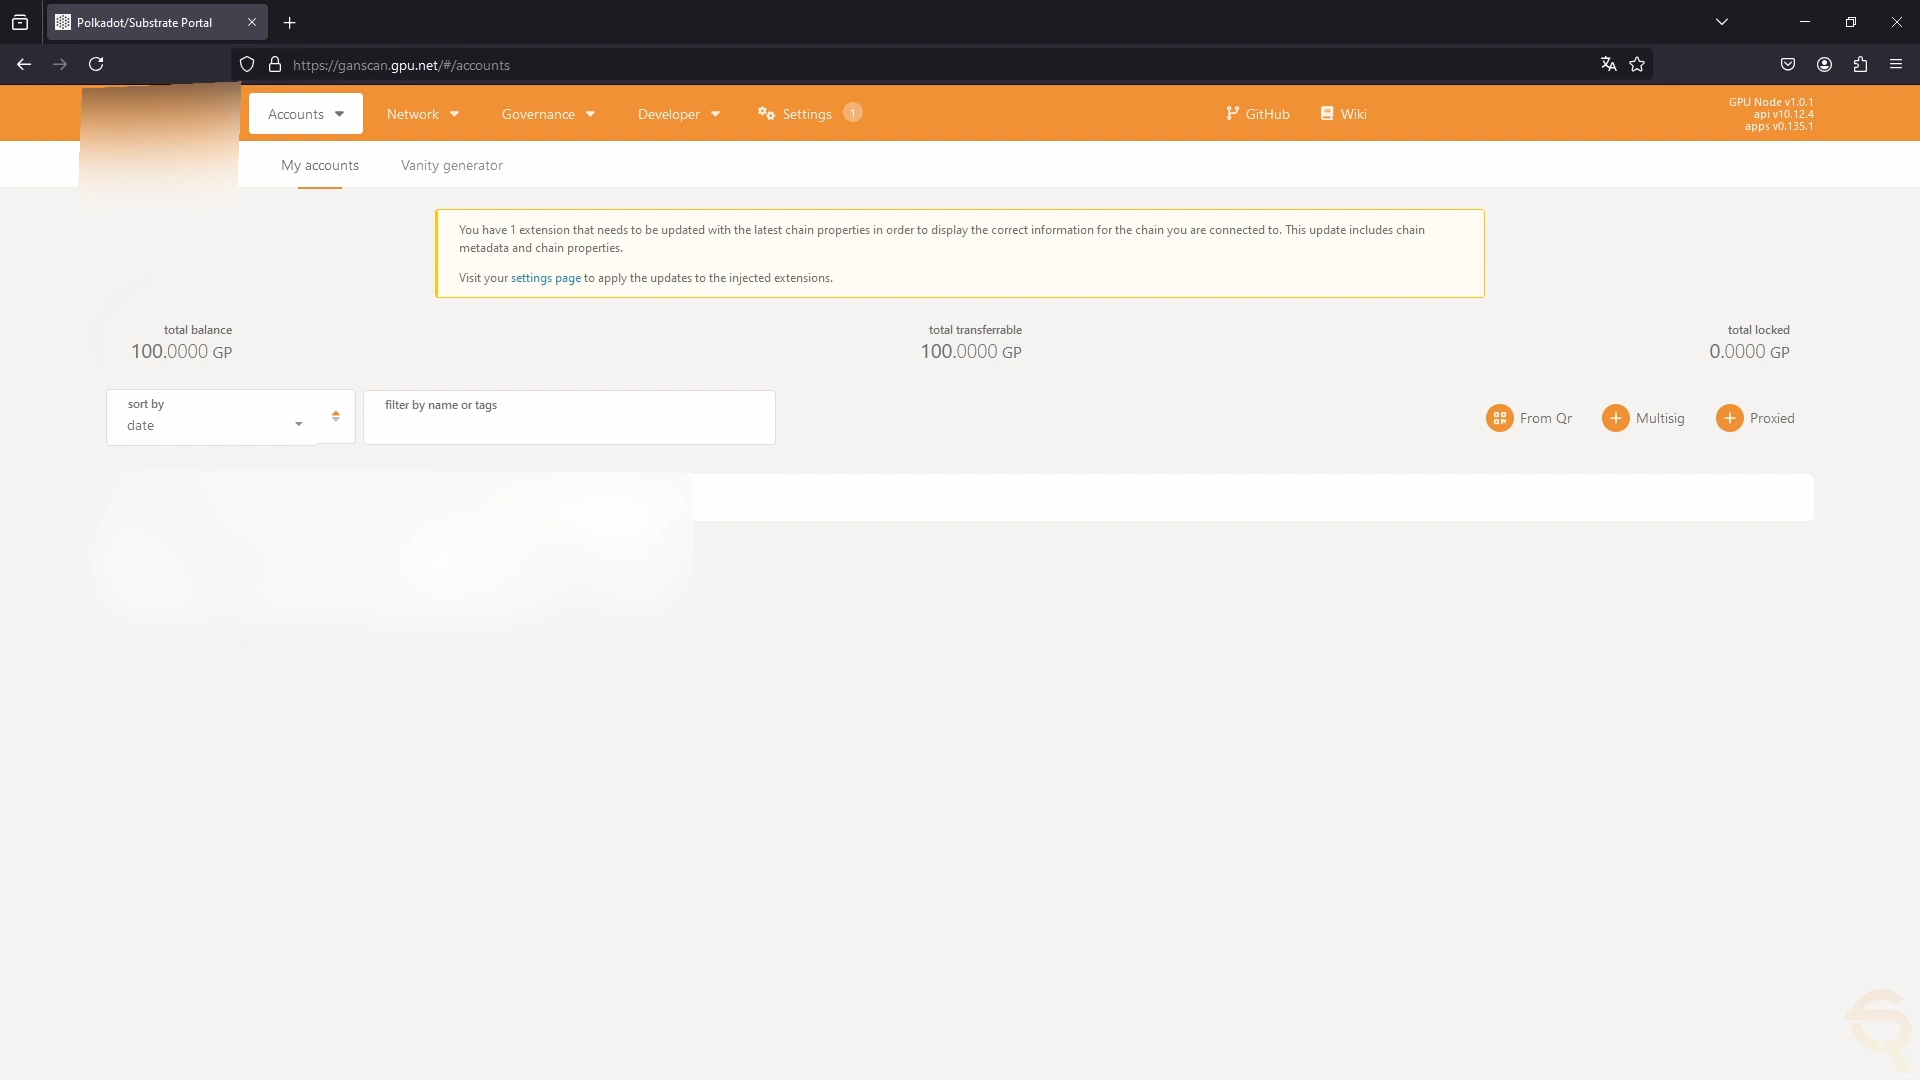 Polkadot/Substrate Portal
https://ganscan.gpu.net/#/accounts
Accounts
Network
Governance
Developer
Settings
1
GitHub
Wiki
GPU Node v1.0.1
api v10.12.4
apps v0.135.1
My accounts
Vanity generator
You have 1 extension that needs to be updated with the latest chain properties in order to display the correct information for the chain you are connected to. This update includes chain
metadata and chain properties.
Visit your settings page to apply the updates to the injected extensions.
total balance
100.0000 GP
total transferrable
100.0000 GP
total locked
0.0000 GP
sort by
date
filter by name or tags
From Qr
Multisig
Proxied